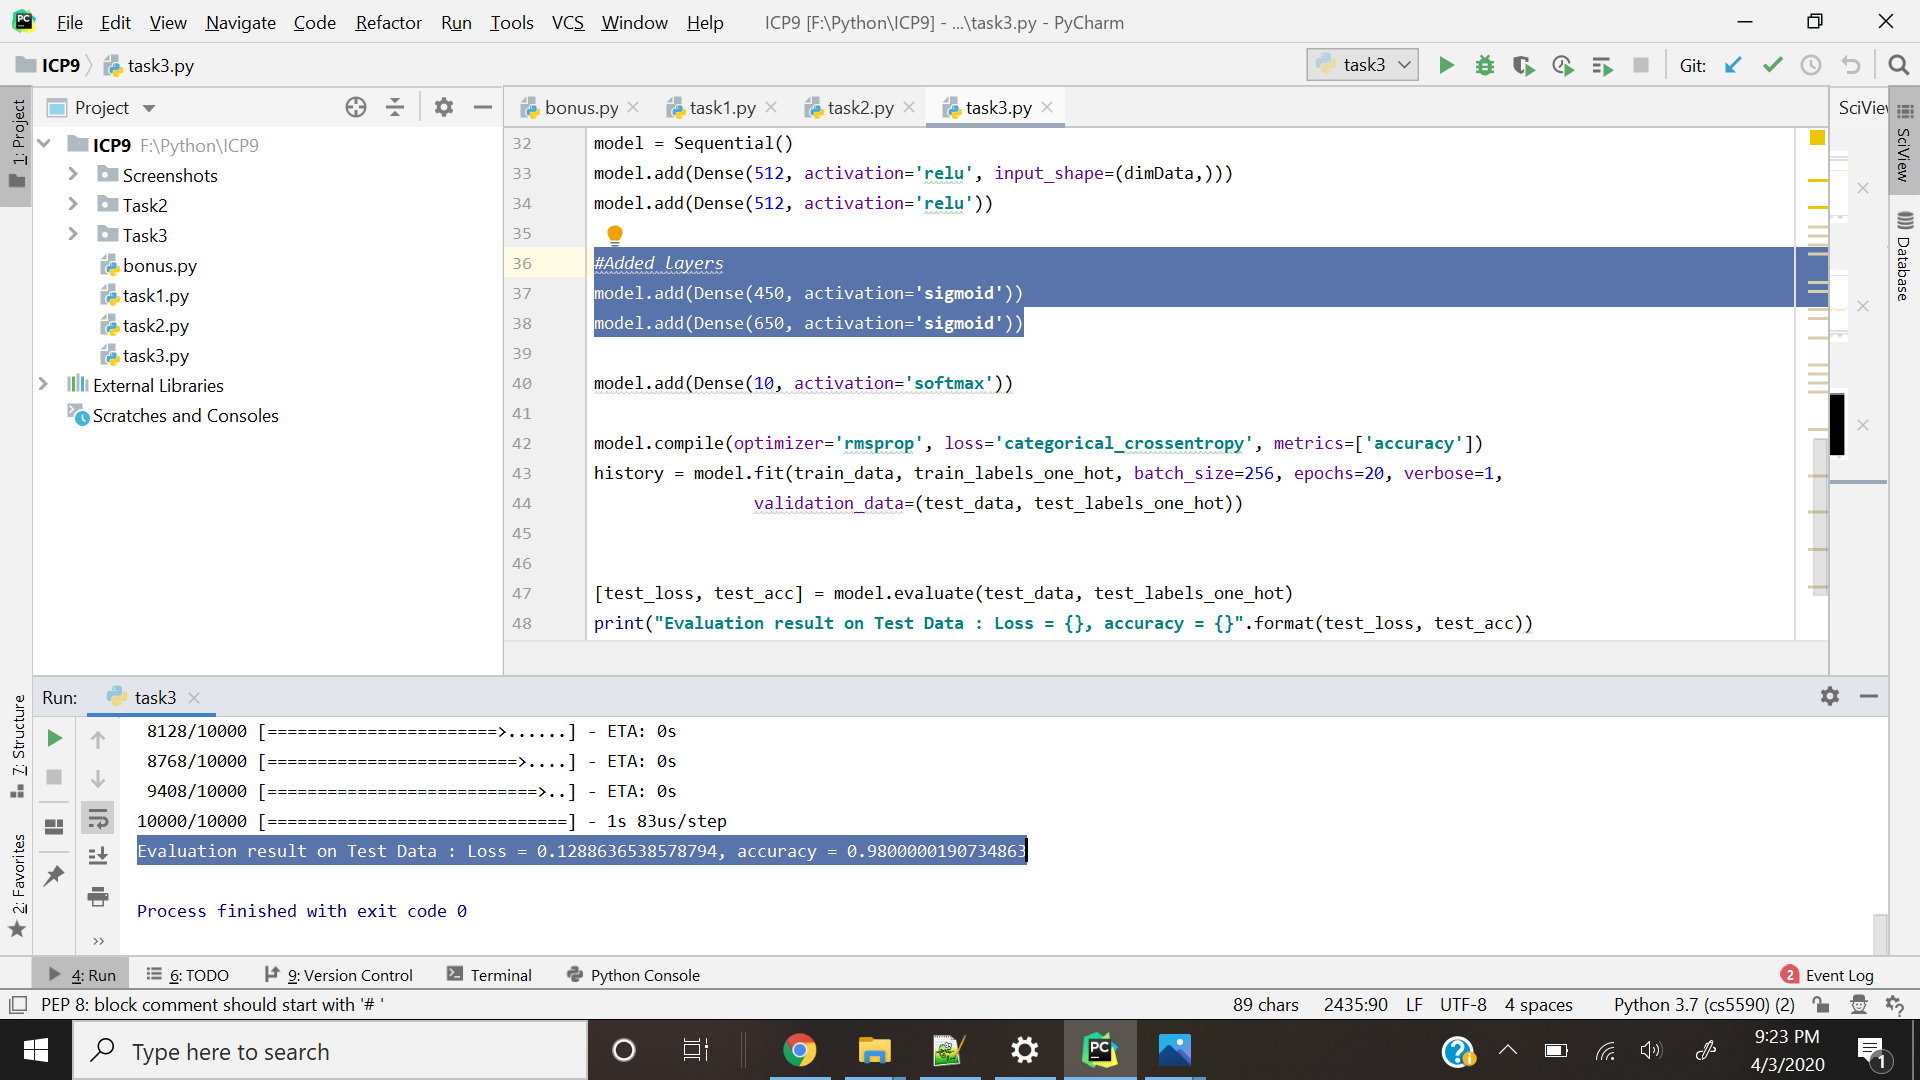 File Edit View Navigate Code Refactor Run Tools VCS Window Help ICP9 [F:\Python\ICP9] - ...\task3.py - PyCharm
ICP9 task3.py task3 Git:
Project bonus.py task1.py task2.py task3.py SciView
1: Project
7: Structure
2: Favorites
ICP9 F:\Python\ICP9
Screenshots
Task2
Task3
bonus.py
task1.py
task2.py
task3.py
External Libraries
Scratches and Consoles
32 model = Sequential()
33 model.add(Dense(512, activation='relu', input_shape=(dimData,)))
34 model.add(Dense(512, activation='relu'))
35
36 #Added layers
37 model.add(Dense(450, activation='sigmoid'))
38 model.add(Dense(650, activation='sigmoid'))
39
40 model.add(Dense(10, activation='softmax'))
41
42 model.compile(optimizer='rmsprop', loss='categorical_crossentropy', metrics=['accuracy'])
43 history = model.fit(train_data, train_labels_one_hot, batch_size=256, epochs=20, verbose=1,
44 validation_data=(test_data, test_labels_one_hot))
45
46
47 [test_loss, test_acc] = model.evaluate(test_data, test_labels_one_hot)
48 print("Evaluation result on Test Data : Loss = {}, accuracy = {}".format(test_loss, test_acc))
SciView
Database
Run: task3
8128/10000 [=======================>......] - ETA: 0s
8768/10000 [=========================>....] - ETA: 0s
9408/10000 [===========================>..] - ETA: 0s
10000/10000 [==============================] - 1s 83us/step
Evaluation result on Test Data : Loss = 0.1288636538578794, accuracy = 0.9800000190734863
Process finished with exit code 0
4: Run 6: TODO 9: Version Control Terminal Python Console 2 Event Log
PEP 8: block comment should start with '# ' 89 chars 2435:90 LF UTF-8 4 spaces Python 3.7 (cs5590) (2)
Type here to search PC 9:23 PM
4/3/2020 1